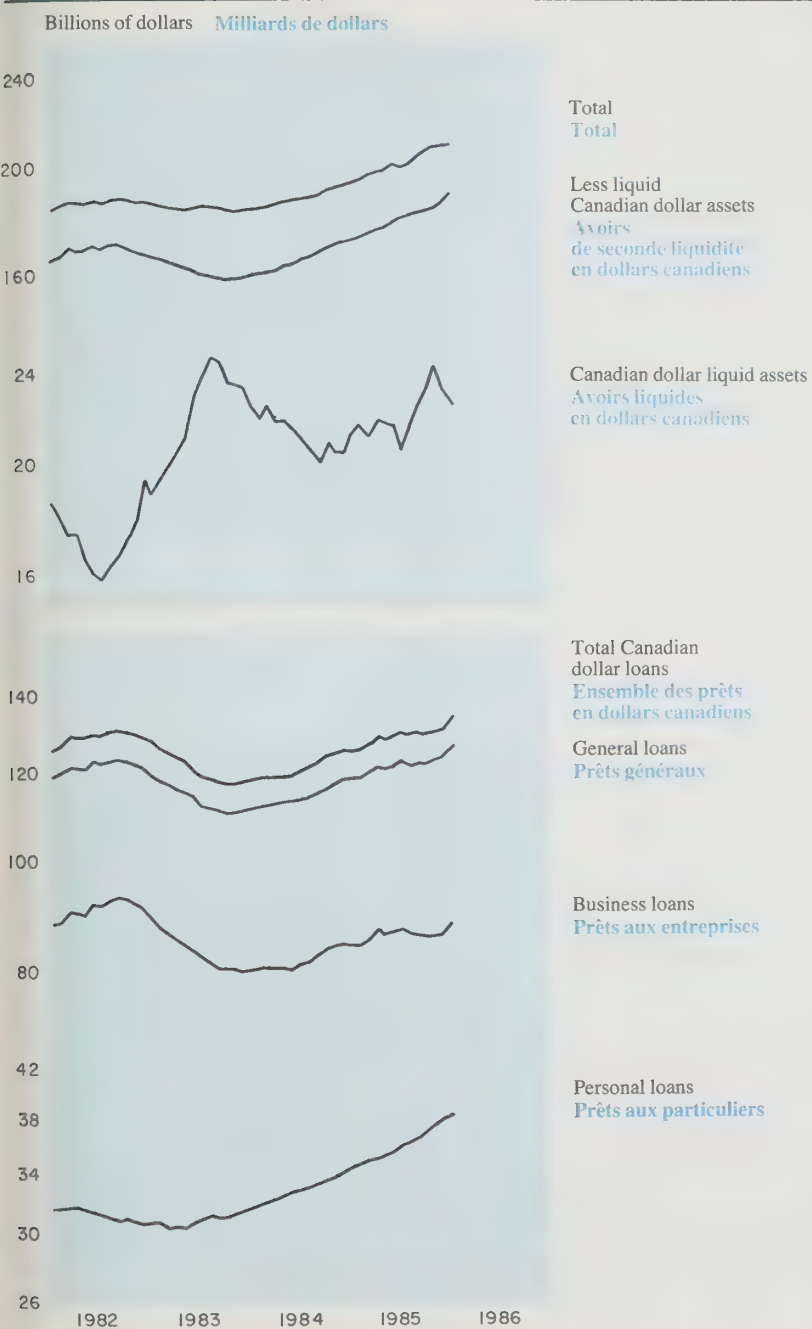 Billions of dollars Milliards de dollars
240
200
160
24
20
16
Total
Total
Less liquid
Canadian dollar assets
Avoirs
de seconde liquidite
en dollars canadiens
Canadian dollar liquid assets
Avoirs liquides
en dollars canadiens
140
120
100
80
42
38
34
30
26
Total Canadian
dollar loans
Ensemble des prêts
en dollars canadiens
General loans
Prêts généraux
Business loans
Prêts aux entreprises
Personal loans
Prêts aux particuliers
1982 1983 1984 1985 1986